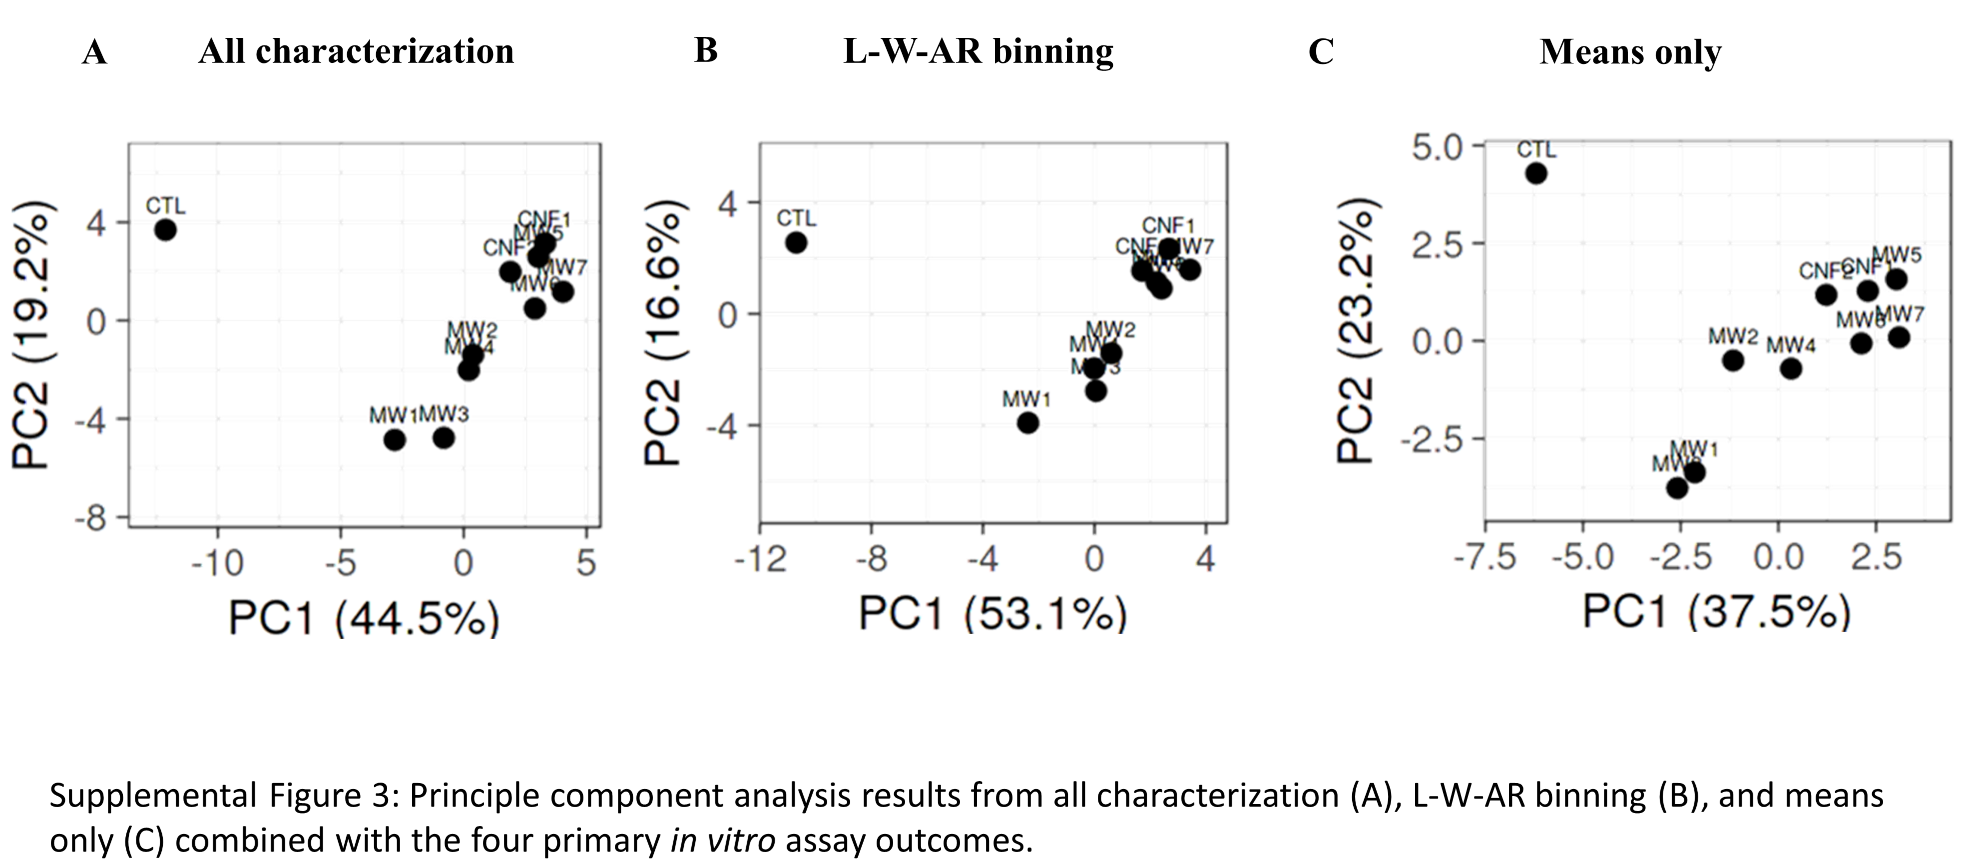 A All characterization
B L-W-AR binning
C Means only
PC2 (19.2%)
4
0
-4
-8
CTL
CNF1
MW5
MW7
MW2
MW4
MW1
MW3
-10 -5 0 5
PC1 (44.5%)
PC2 (16.6%)
4
0
-4
CTL
CNF1
MW7
MW2
MW1
-12 -8 -4 0 4
PC1 (53.1%)
PC2 (23.2%)
5.0
2.5
0.0
-2.5
CTL
MW5
CNF2
CNF1
MW7
MW6
MW2
MW4
MW1
-7.5 -5.0 -2.5 0.0 2.5
PC1 (37.5%)
Supplemental Figure 3: Principle component analysis results from all characterization (A), L-W-AR binning (B), and means
only (C) combined with the four primary in vitro assay outcomes.